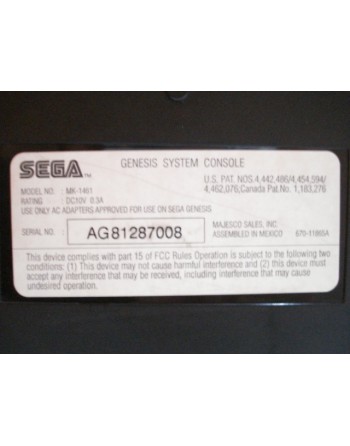 SEGA™ GENESIS SYSTEM CONSOLE
U.S. PAT. NOS. 4,442,486/4,454,594/
4,462,076; Canada Pat. No. 1,183,276
MODEL NO. : MK-1461
RATING : DC10V 0.3A
USE ONLY AC ADAPTERS APPROVED FOR USE ON SEGA GENESIS
SERIAL NO. : AG81287008
MAJESCO SALES, INC
ASSEMBLED IN MEXICO 670-11865A
This device complies with part 15 of FCC Rules Operation is subject to the following two
conditions: (1) This device may not cause harmful interference and (2) this device must
accept any interference that may be received, including interference that may cause
undesired operation.